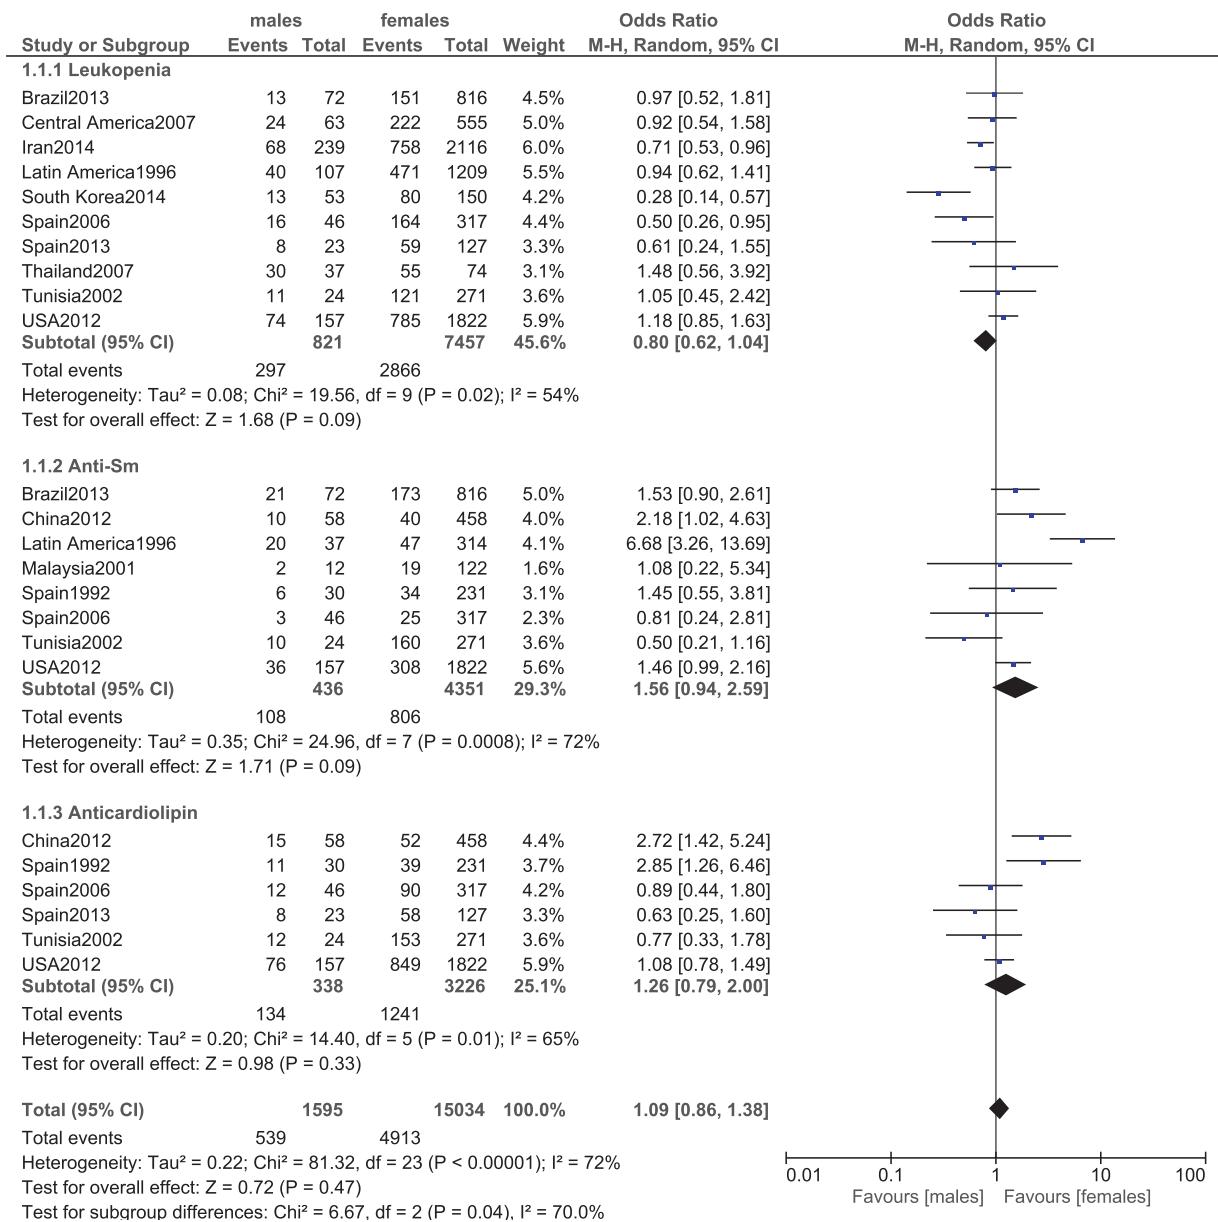 males females Odds Ratio Odds Ratio
Study or Subgroup Events Total Events Total Weight M-H, Random, 95% CI M-H, Random, 95% CI
1.1.1 Leukopenia
Brazil2013 13 72 151 816 4.5% 0.97 [0.52, 1.81]
Central America2007 24 63 222 555 5.0% 0.92 [0.54, 1.58]
Iran2014 68 239 758 2116 6.0% 0.71 [0.53, 0.96]
Latin America1996 40 107 471 1209 5.5% 0.94 [0.62, 1.41]
South Korea2014 13 53 80 150 4.2% 0.28 [0.14, 0.57]
Spain2006 16 46 164 317 4.4% 0.50 [0.26, 0.95]
Spain2013 8 23 59 127 3.3% 0.61 [0.24, 1.55]
Thailand2007 30 37 55 74 3.1% 1.48 [0.56, 3.92]
Tunisia2002 11 24 121 271 3.6% 1.05 [0.45, 2.42]
USA2012 74 157 785 1822 5.9% 1.18 [0.85, 1.63]
Subtotal (95% CI) 821 7457 45.6% 0.80 [0.62, 1.04]
Total events 297 2866
Heterogeneity: Tau² = 0.08; Chi² = 19.56, df = 9 (P = 0.02); I² = 54%
Test for overall effect: Z = 1.68 (P = 0.09)
1.1.2 Anti-Sm
Brazil2013 21 72 173 816 5.0% 1.53 [0.90, 2.61]
China2012 10 58 40 458 4.0% 2.18 [1.02, 4.63]
Latin America1996 20 37 47 314 4.1% 6.68 [3.26, 13.69]
Malaysia2001 2 12 19 122 1.6% 1.08 [0.22, 5.34]
Spain1992 6 30 34 231 3.1% 1.45 [0.55, 3.81]
Spain2006 3 46 25 317 2.3% 0.81 [0.24, 2.81]
Tunisia2002 10 24 160 271 3.6% 0.50 [0.21, 1.16]
USA2012 36 157 308 1822 5.6% 1.46 [0.99, 2.16]
Subtotal (95% CI) 436 4351 29.3% 1.56 [0.94, 2.59]
Total events 108 806
Heterogeneity: Tau² = 0.35; Chi² = 24.96, df = 7 (P = 0.0008); I² = 72%
Test for overall effect: Z = 1.71 (P = 0.09)
1.1.3 Anticardiolipin
China2012 15 58 52 458 4.4% 2.72 [1.42, 5.24]
Spain1992 11 30 39 231 3.7% 2.85 [1.26, 6.46]
Spain2006 12 46 90 317 4.2% 0.89 [0.44, 1.80]
Spain2013 8 23 58 127 3.3% 0.63 [0.25, 1.60]
Tunisia2002 12 24 153 271 3.6% 0.77 [0.33, 1.78]
USA2012 76 157 849 1822 5.9% 1.08 [0.78, 1.49]
Subtotal (95% CI) 338 3226 25.1% 1.26 [0.79, 2.00]
Total events 134 1241
Heterogeneity: Tau² = 0.20; Chi² = 14.40, df = 5 (P = 0.01); I² = 65%
Test for overall effect: Z = 0.98 (P = 0.33)
Total (95% CI) 1595 15034 100.0% 1.09 [0.86, 1.38]
Total events 539 4913
Heterogeneity: Tau² = 0.22; Chi² = 81.32, df = 23 (P < 0.00001); I² = 72%
Test for overall effect: Z = 0.72 (P = 0.47)
Test for subgroup differences: Chi² = 6.67, df = 2 (P = 0.04), I² = 70.0%
0.01 0.1 1 10 100
Favours [males] Favours [females]